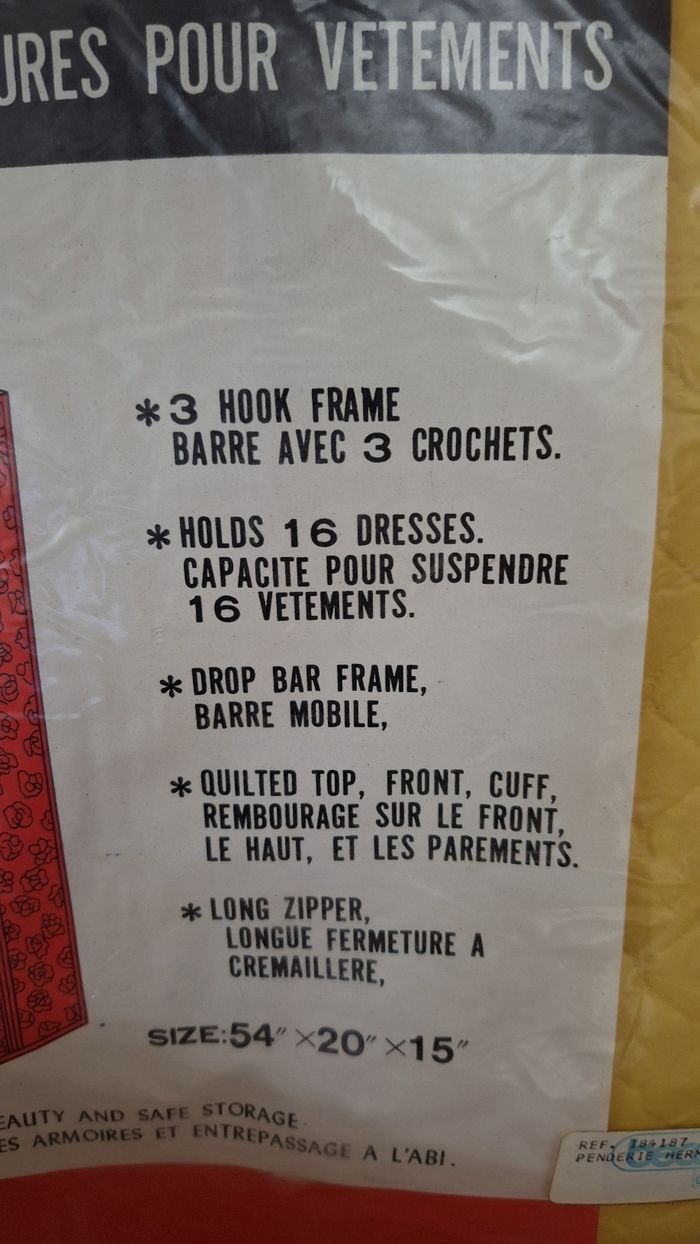 URES POUR VETEMENTS
*3 HOOK FRAME
BARRE AVEC 3 CROCHETS.
*HOLDS 16 DRESSES.
CAPACITE POUR SUSPENDRE
16 VETEMENTS.
*DROP BAR FRAME,
BARRE MOBILE,
*QUILTED TOP, FRONT, CUFF,
REMBOURAGE SUR LE FRONT,
LE HAUT, ET LES PAREMENTS.
*LONG ZIPPER,
LONGUE FERMETURE A
CREMAILLERE,
SIZE:54"×20"×15"
EAUTY AND SAFE STORAGE.
ES ARMOIRES ET ENTREPASSAGE A L'ABI.
REF. 184187
PENDERIE HER